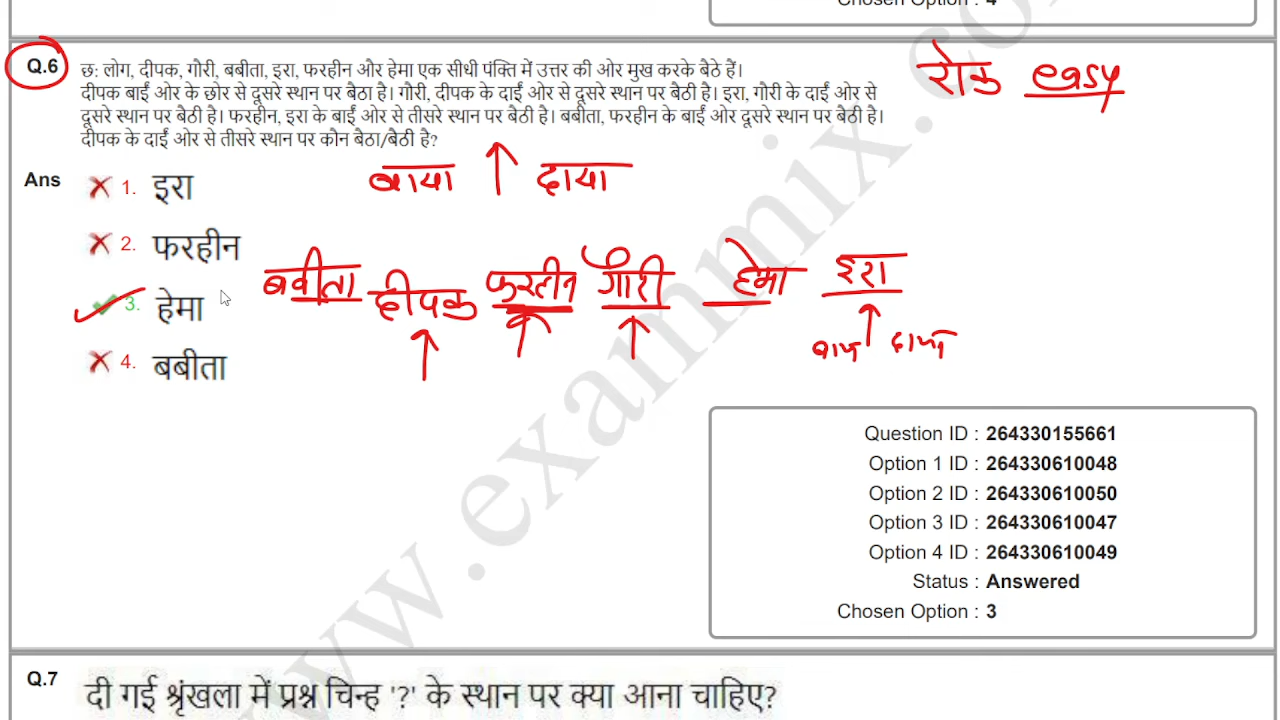 Chosen Option : 4
Q.6
छ: लोग, दीपक, गौरी, बबीता, इरा, फरहीन और हेमा एक सीधी पंक्ति में उत्तर की ओर मुख करके बैठे हैं।
दीपक बाईं ओर के छोर से दूसरे स्थान पर बैठा है। गौरी, दीपक के दाईं ओर से दूसरे स्थान पर बैठी है। इरा, गौरी के दाईं ओर से
दूसरे स्थान पर बैठी है। फरहीन, इरा के बाईं ओर से तीसरे स्थान पर बैठी है। बबीता, फरहीन के बाईं ओर दूसरे स्थान पर बैठी है।
दीपक के दाईं ओर से तीसरे स्थान पर कौन बैठा/बैठी है?
easy
Ans
1. इरा
2. फरहीन
3. हेमा
4. बबीता
बाया दाया
बबीता दीपक फरहीन गौरी हेमा इरा
Question ID : 264330155661
Option 1 ID : 264330610048
Option 2 ID : 264330610050
Option 3 ID : 264330610047
Option 4 ID : 264330610049
Status : Answered
Chosen Option : 3
www.exammix.c
Q.7
दी गई श्रृंखला में प्रश्न चिन्ह '?' के स्थान पर क्या आना चाहिए?